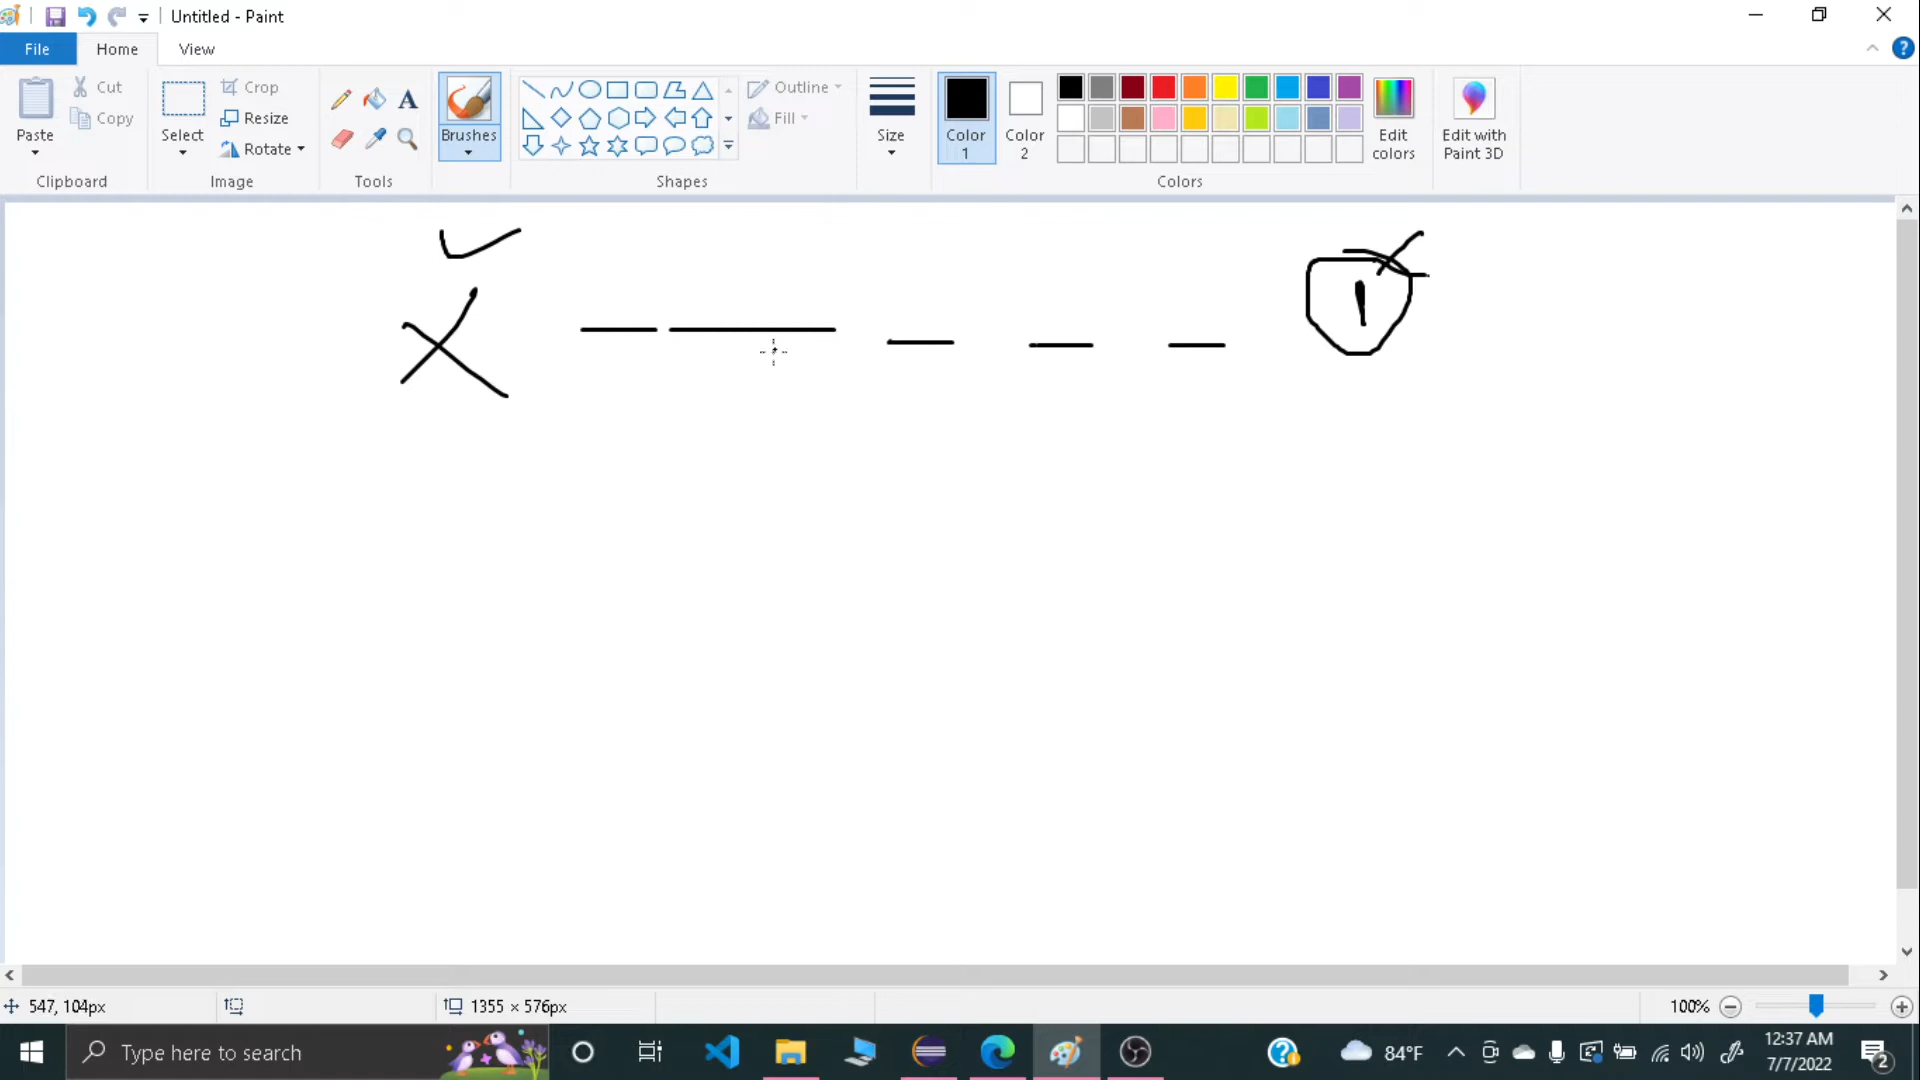 Untitled - Paint
File Home View
Paste Cut Copy Select Crop Resize Rotate A Brushes Outline Fill Size Color 1 Color 2 Edit colors Edit with Paint 3D
Clipboard Image Tools Shapes Colors
X 1
547, 104px 1355 × 576px 100%
Type here to search 84°F 12:37 AM
7/7/2022 2